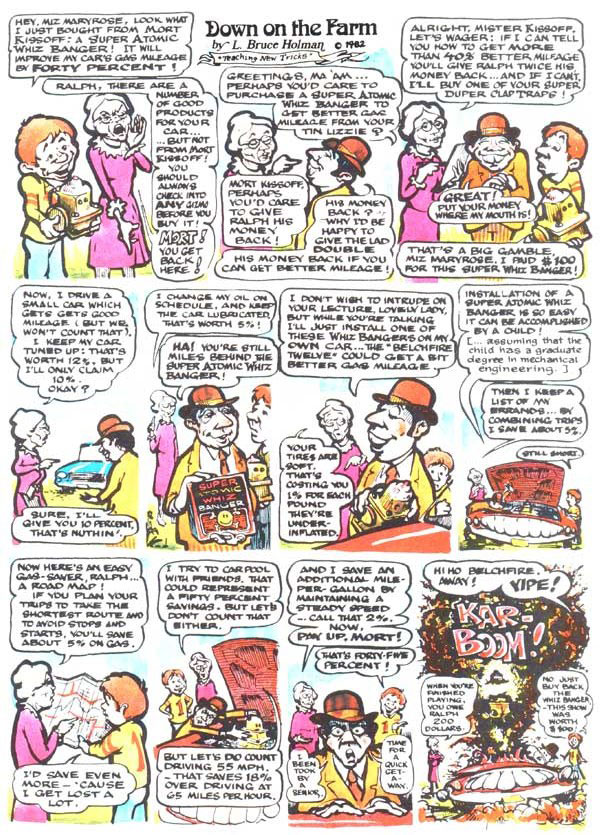 HEY, MIZ MARYROSE, LOOK WHAT
I JUST BOUGHT FROM MORT
KISSOFF: A SUPER ATOMIC
WHIZ BANGER! IT WILL
IMPROVE MY CAR'S GAS MILEAGE
BY FORTY PERCENT!
RALPH, THERE ARE A
NUMBER
OF GOOD
PRODUCTS
FOR YOUR
CAR...
... BUT NOT
FROM MORT
KISSOFF!
YOU
SHOULD
ALWAYS
CHECK INTO
ANY GIZMO
BEFORE YOU
BUY IT!
MORT!
YOU GET
BACK
HERE!
Down on the Farm
by L. Bruce Holman © 1982
• Teaching New Tricks •
GREETINGS, MA'AM...
PERHAPS YOU'D CARE TO
PURCHASE A SUPER ATOMIC
WHIZ BANGER TO
GET BETTER GAS
MILEAGE FROM YOUR
TIN LIZZIE?
MORT KISSOFF,
PERHAPS
YOU'D CARE
TO GIVE
RALPH HIS
MONEY
BACK!
HIS MONEY
BACK?
WHY I'D BE
HAPPY TO
GIVE THE LAD
DOUBLE
HIS MONEY BACK IF YOU
CAN GET BETTER MILEAGE!
ALRIGHT, MISTER KISSOFF,
LET'S WAGER: IF I CAN TELL
YOU HOW TO GET MORE
THAN 40% BETTER MILEAGE
YOU'LL GIVE RALPH TWICE HIS
MONEY BACK... AND IF I CAN'T,
I'LL BUY ONE OF YOUR SUPER
DUPER CLAPTRAPS!
GREAT!
PUT YOUR MONEY
WHERE MY MOUTH IS!
THAT'S A BIG GAMBLE,
MIZ MARYROSE, I PAID $100
FOR THIS SUPER WHIZ BANGER!
NOW, I DRIVE A
SMALL CAR WHICH
GETS GETS GOOD
MILEAGE (BUT WE
WON'T COUNT THAT),
I KEEP MY CAR
TUNED UP: THAT'S
WORTH 12%, BUT
I'LL ONLY CLAIM
10%.
OKAY?
SURE, I'LL
GIVE YOU 10 PERCENT,
THAT'S NUTHIN'.
I CHANGE MY OIL ON
SCHEDULE, AND KEEP
THE CAR LUBRICATED,
THAT'S WORTH 5%!
HA! YOU'RE STILL
MILES BEHIND THE
SUPER ATOMIC WHIZ
BANGER!
SUPER
ATOMIC
WHIZ
BANGER
I DON'T WISH TO INTRUDE ON
YOUR LECTURE, LOVELY LADY,
BUT WHILE YOU'RE TALKING
I'LL JUST INSTALL ONE OF
THESE WHIZ BANGERS ON MY
OWN CAR... THE "BELCHFIRE
TWELVE" COULD GET A BIT
BETTER GAS MILEAGE...
YOUR
TIRES ARE
SOFT.
THAT'S
COSTING YOU
1% FOR EACH
POUND
THEY'RE
UNDER-
INFLATED.
INSTALLATION OF A
SUPER ATOMIC WHIZ
BANGER IS SO EASY
IT CAN BE ACCOMPLISHED
BY A CHILD!
[... assuming that the
child has a graduate
degree in mechanical
engineering.]
THEN I KEEP A
LIST OF MY
ERRANDS... BY
COMBINING TRIPS
I SAVE ABOUT 5%.
STILL SHORT.
NOW HERE'S AN EASY
GAS-SAVER, RALPH...
A ROAD MAP!
IF YOU PLAN YOUR
TRIPS TO TAKE THE
SHORTEST ROUTE AND
TO AVOID STOPS AND
STARTS, YOU'LL SAVE
ABOUT 5% ON GAS.
I'D SAVE EVEN
MORE - 'CAUSE
I GET LOST A
LOT.
I TRY TO CARPOOL
WITH FRIENDS. THAT
COULD REPRESENT
A FIFTY PERCENT
SAVINGS. BUT LET'S
DON'T COUNT THAT
EITHER.
BUT LET'S DO COUNT
DRIVING 55 MPH.
- THAT SAVES 18%
OVER DRIVING AT
65 MILES PER HOUR.
AND I SAVE AN
ADDITIONAL MILE-
PER-GALLON BY
MAINTAINING A
STEADY SPEED
... CALL THAT 2%.
NOW,
PAY UP, MORT!
THAT'S FORTY-FIVE
PERCENT!
I
BEEN
TOOK
BY A
SENIOR.
TIME
FOR A
QUICK
GET-
A-
WAY.
HI HO BELCHFIRE,
AWAY!
YIPE!
KAR-
BOOM!
WHEN YOU'RE
FINISHED
PLAYING,
YOU OWE
RALPH
200
DOLLARS.
NO. JUST
BUY BACK
THE
WHIZ BANGER
- THIS SHOW
WAS
WORTH
$100!